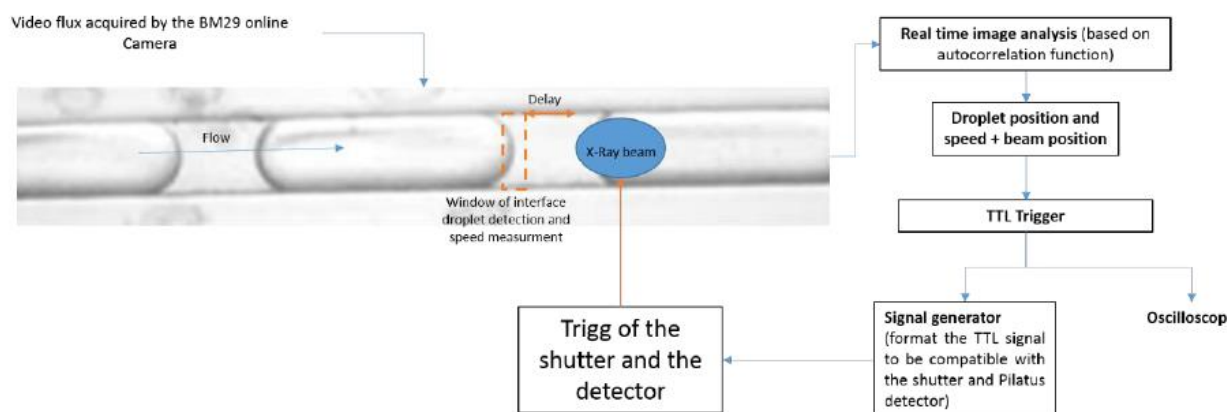 Video flux acquired by the BM29 online
Camera
Flow
Delay
X-Ray beam
Window of interface
droplet detection and
speed measurment
Real time image analysis (based on
autocorrelation function)
Droplet position and
speed + beam position
TTL Trigger
Signal generator
(format the TTL signal
to be compatible with
the shutter and Pilatus
detector)
Oscilloscop
Trigg of the
shutter and the
detector